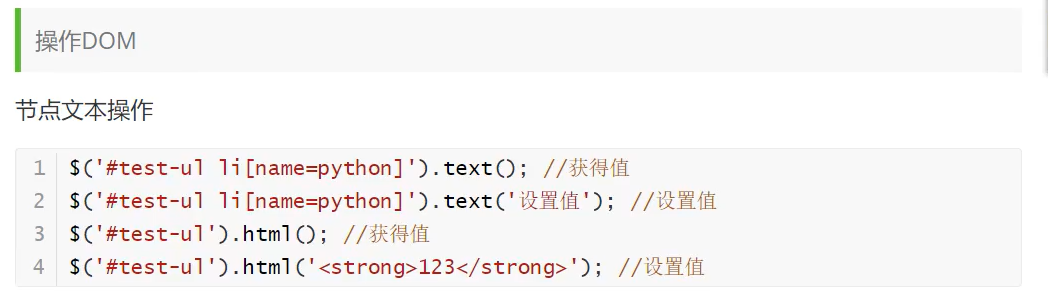 操作DOM
节点文本操作
1 $('#test-ul li[name=python]').text(); //获得值
2 $('#test-ul li[name=python]').text('设置值'); //设置值
3 $('#test-ul').html(); //获得值
4 $('#test-ul').html('<strong>123</strong>'); //设置值